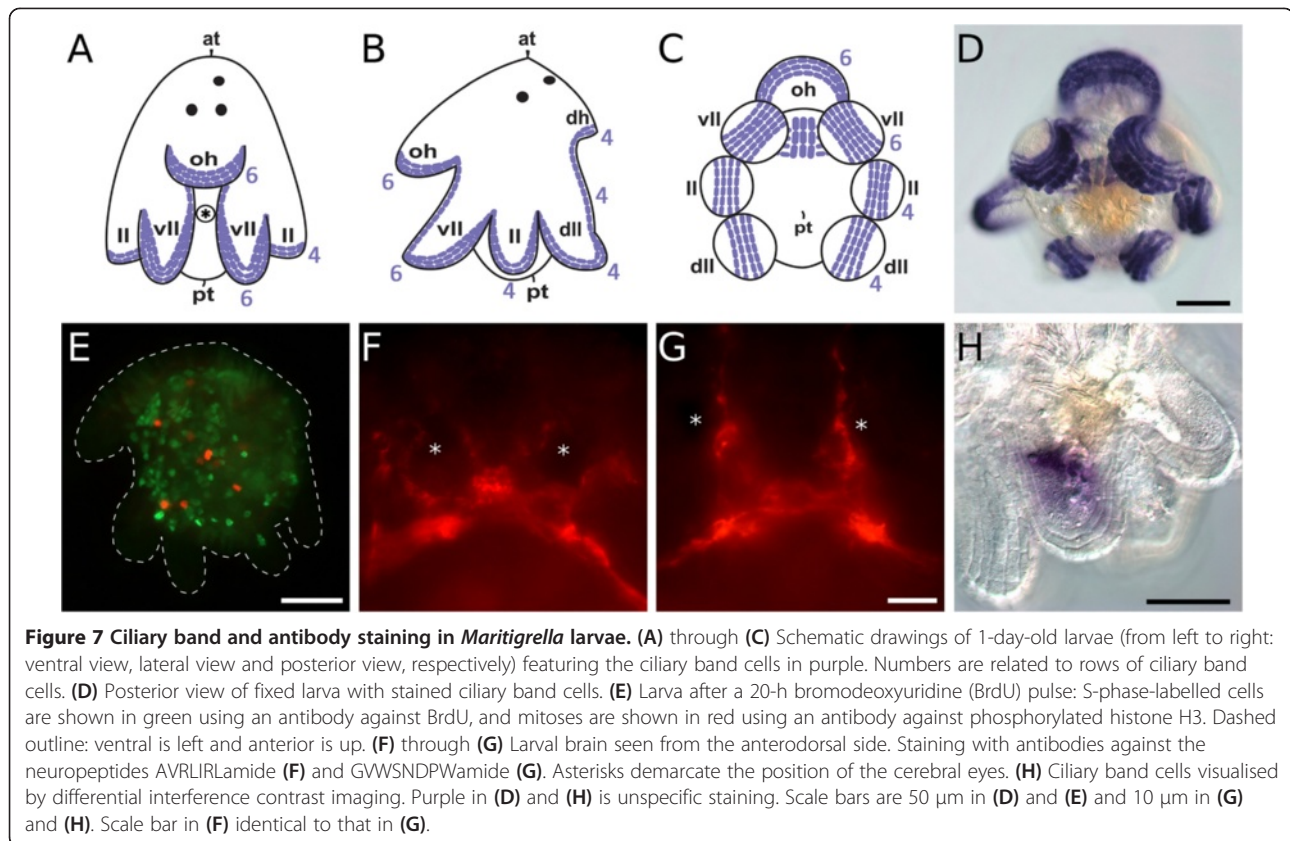 A
B
C
D
at
at
6
oh
dh
4
vll
vll
6
oh
oh
6
4
ll
ll
ll
vll
vll
ll
4
vll
ll
dll
4
pt
6
pt
6
4
pt
4
dll
dll
4
E
F
G
H
*
*
*
*
*
Figure 7 Ciliary band and antibody staining in Maritigrella larvae. (A) through (C) Schematic drawings of 1-day-old larvae (from left to right:
ventral view, lateral view and posterior view, respectively) featuring the ciliary band cells in purple. Numbers are related to rows of ciliary band
cells. (D) Posterior view of fixed larva with stained ciliary band cells. (E) Larva after a 20-h bromodeoxyuridine (BrdU) pulse: S-phase-labelled cells
are shown in green using an antibody against BrdU, and mitoses are shown in red using an antibody against phosphorylated histone H3. Dashed
outline: ventral is left and anterior is up. (F) through (G) Larval brain seen from the anterodorsal side. Staining with antibodies against the
neuropeptides AVRLIRLamide (F) and GVWSNDPWamide (G). Asterisks demarcate the position of the cerebral eyes. (H) Ciliary band cells visualised
by differential interference contrast imaging. Purple in (D) and (H) is unspecific staining. Scale bars are 50 μm in (D) and (E) and 10 μm in (G)
and (H). Scale bar in (F) identical to that in (G).